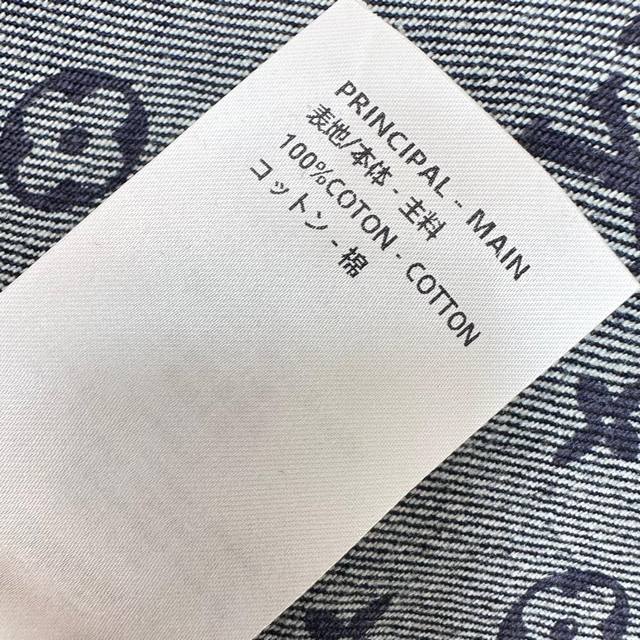 PRINCIPAL - MAIN
表地/本体 - 主料
100%COTON - COTTON
コットン - 棉